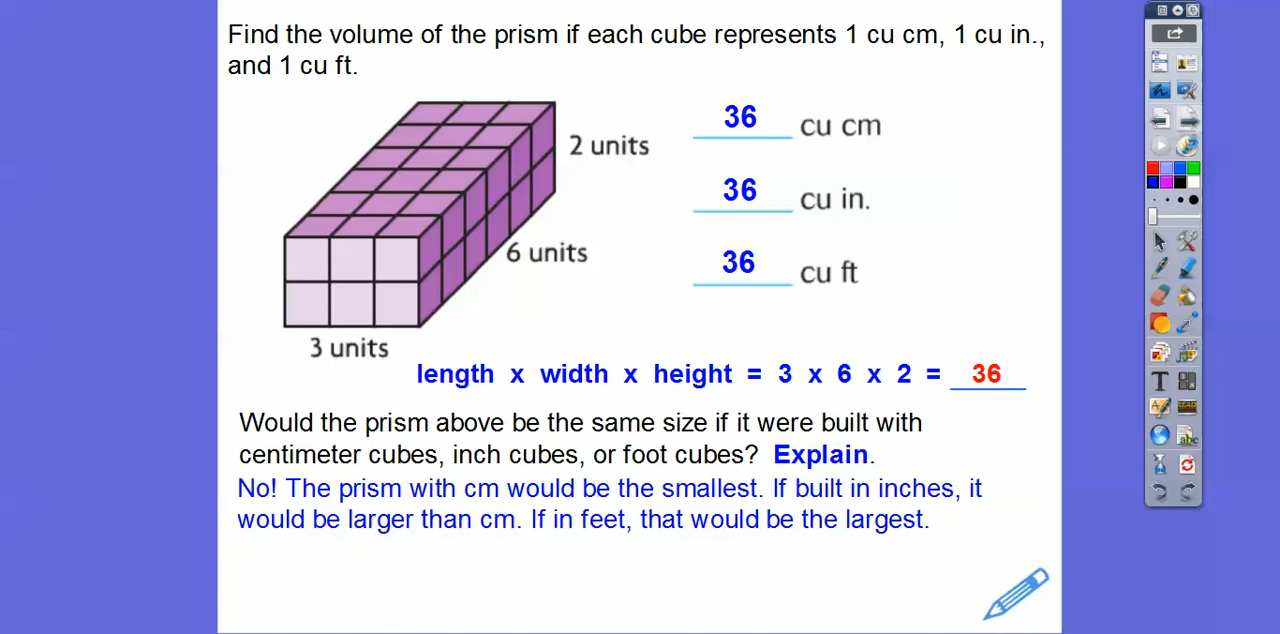 Find the volume of the prism if each cube represents 1 cu cm, 1 cu in.,
and 1 cu ft.
36 cu cm
2 units
36 cu in.
6 units
36 cu ft
3 units
length x width x height = 3 x 6 x 2 = 36
Would the prism above be the same size if it were built with
centimeter cubes, inch cubes, or foot cubes? Explain.
No! The prism with cm would be the smallest. If built in inches, it
would be larger than cm. If in feet, that would be the largest.
T
abc